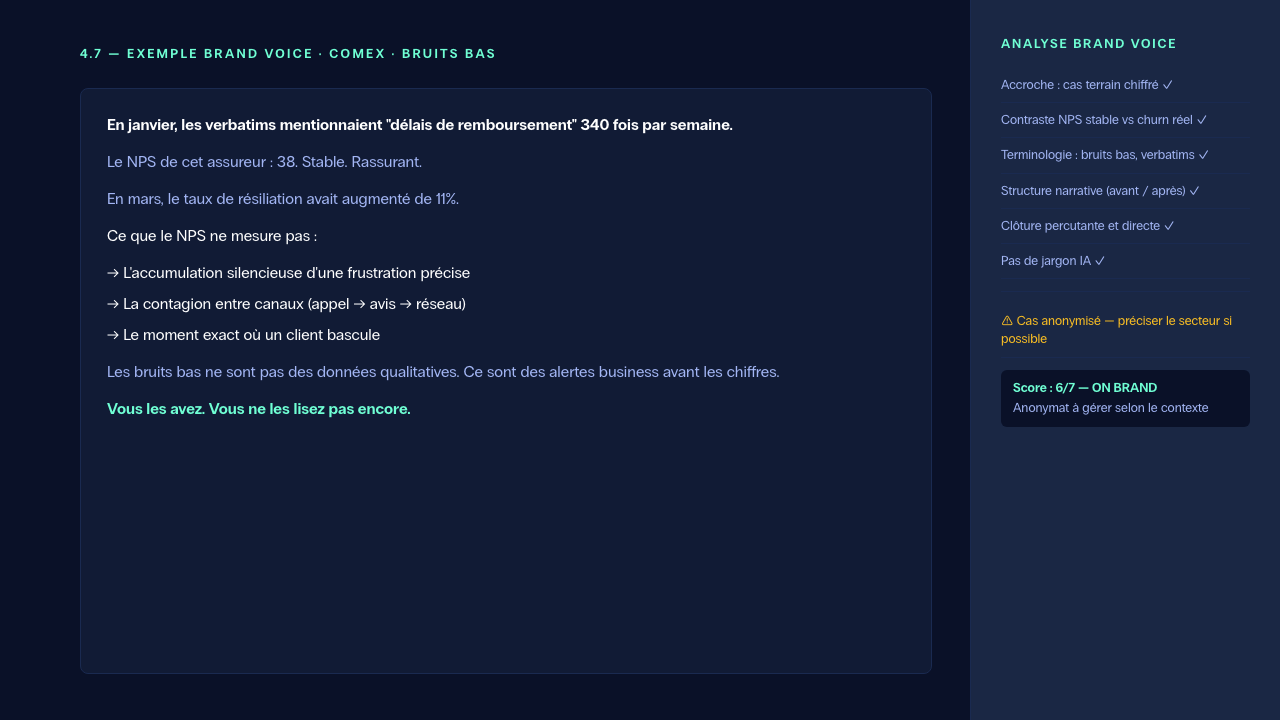 4.7 — EXEMPLE BRAND VOICE · COMEX · BRUITS BAS
En janvier, les verbatims mentionnaient "délais de remboursement" 340 fois par semaine.
Le NPS de cet assureur : 38. Stable. Rassurant.
En mars, le taux de résiliation avait augmenté de 11%.
Ce que le NPS ne mesure pas :
→ L'accumulation silencieuse d'une frustration précise
→ La contagion entre canaux (appel → avis → réseau)
→ Le moment exact où un client bascule
Les bruits bas ne sont pas des données qualitatives. Ce sont des alertes business avant les chiffres.
Vous les avez. Vous ne les lisez pas encore.
ANALYSE BRAND VOICE
Accroche : cas terrain chiffré ✓
Contraste NPS stable vs churn réel ✓
Terminologie : bruits bas, verbatims ✓
Structure narrative (avant / après) ✓
Clôture percutante et directe ✓
Pas de jargon IA ✓
⚠ Cas anonymisé — préciser le secteur si
possible
Score : 6/7 — ON BRAND
Anonymat à gérer selon le contexte